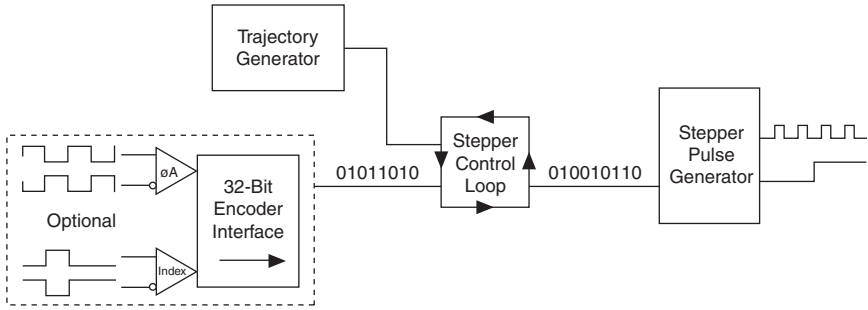 Trajectory
Generator
Stepper
Control
Loop
Stepper
Pulse
Generator
øA
32-Bit
Encoder
Interface
01011010
010010110
Optional
Index